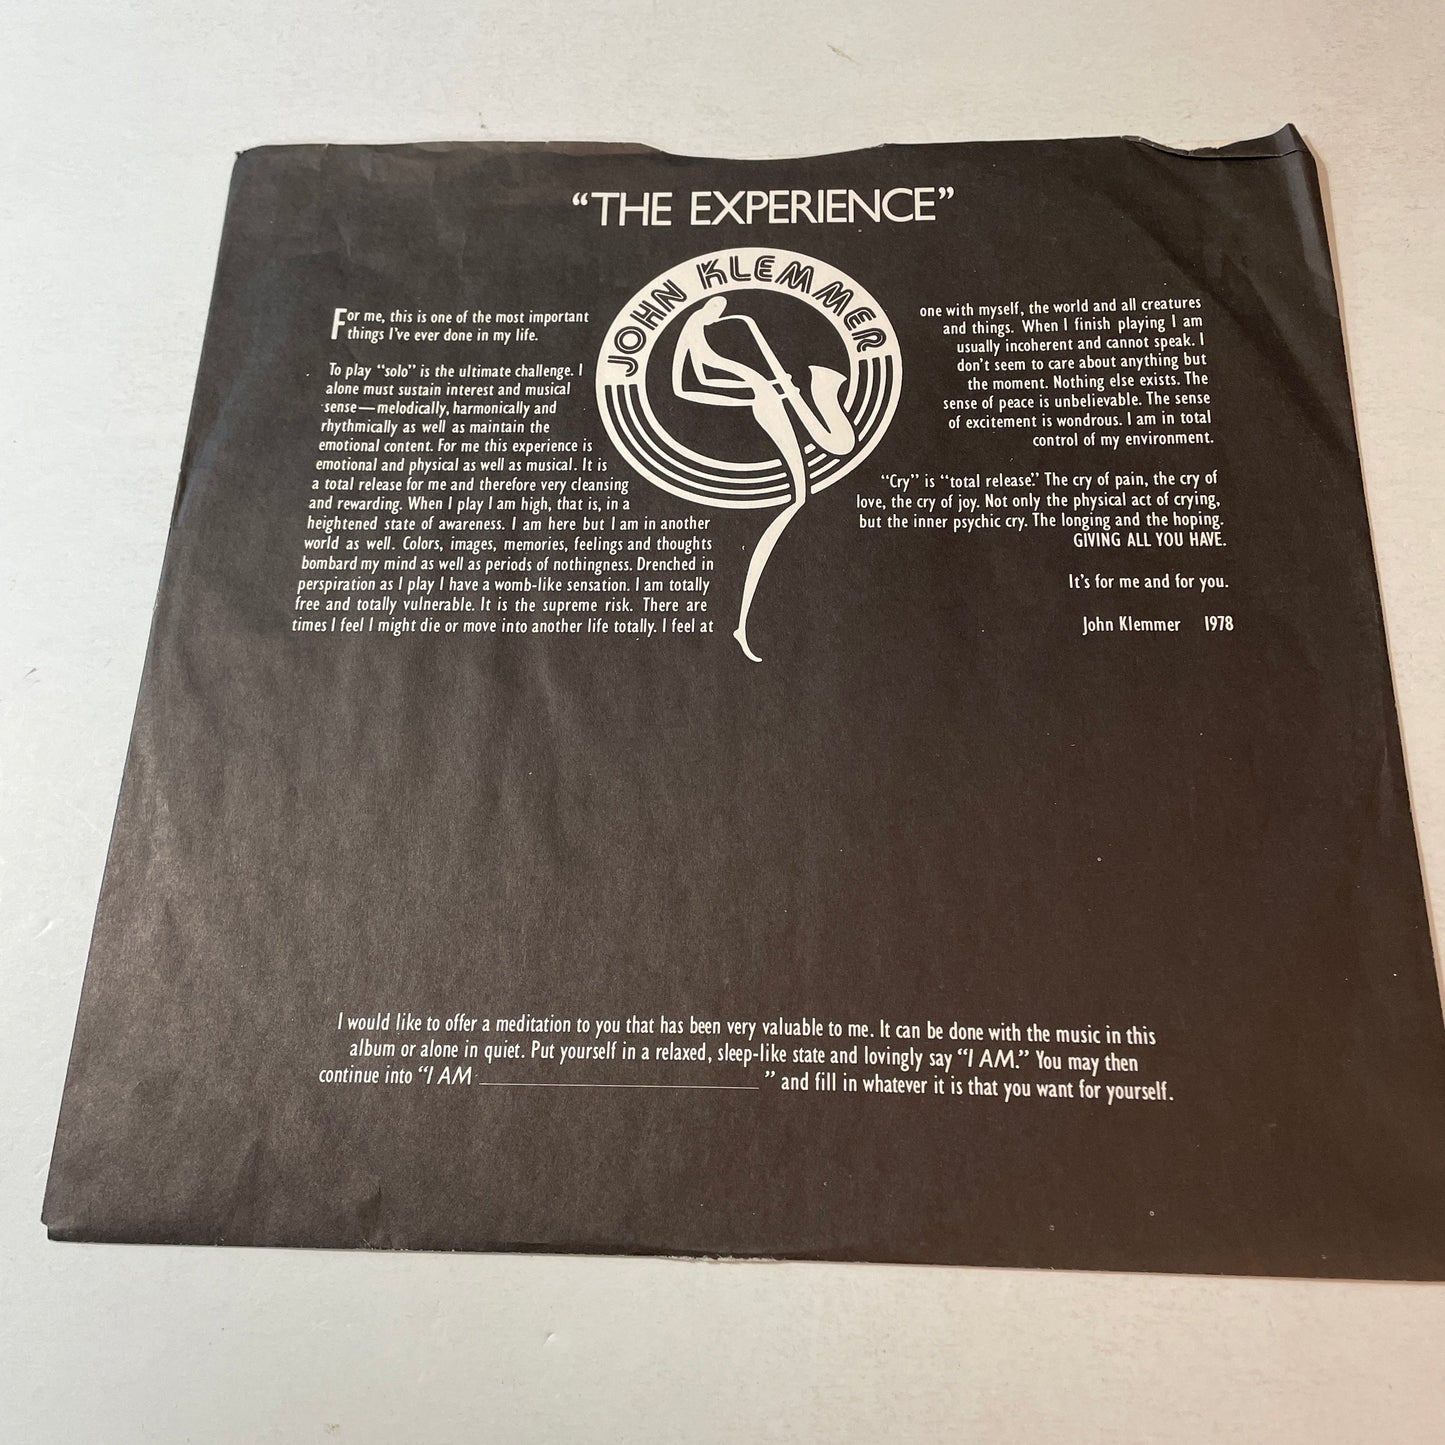 “THE EXPERIENCE”
JOHN KLEMMER
For me, this is one of the most important
things I’ve ever done in my life.
To play “solo” is the ultimate challenge. I
alone must sustain interest and musical
sense—melodically, harmonically and
rhythmically as well as maintain the
emotional content. For me this experience is
emotional and physical as well as musical. It is
a total release for me and therefore very cleansing
and rewarding. When I play I am high, that is, in a
heightened state of awareness. I am here but I am in another
world as well. Colors, images, memories, feelings and thoughts
bombard my mind as well as periods of nothingness. Drenched in
perspiration as I play I have a womb-like sensation. I am totally
free and totally vulnerable. It is the supreme risk. There are
times I feel I might die or move into another life totally. I feel at
one with myself, the world and all creatures
and things. When I finish playing I am
usually incoherent and cannot speak. I
don’t seem to care about anything but
the moment. Nothing else exists. The
sense of peace is unbelievable. The sense
of excitement is wondrous. I am in total
control of my environment.
“Cry” is “total release.” The cry of pain, the cry of
love, the cry of joy. Not only the physical act of crying,
but the inner psychic cry. The longing and the hoping.
GIVING ALL YOU HAVE.
It’s for me and for you.
John Klemmer 1978
I would like to offer a meditation to you that has been very valuable to me. It can be done with the music in this
album or alone in quiet. Put yourself in a relaxed, sleep-like state and lovingly say “I AM.” You may then
continue into “I AM ____________________ ” and fill in whatever it is that you want for yourself.